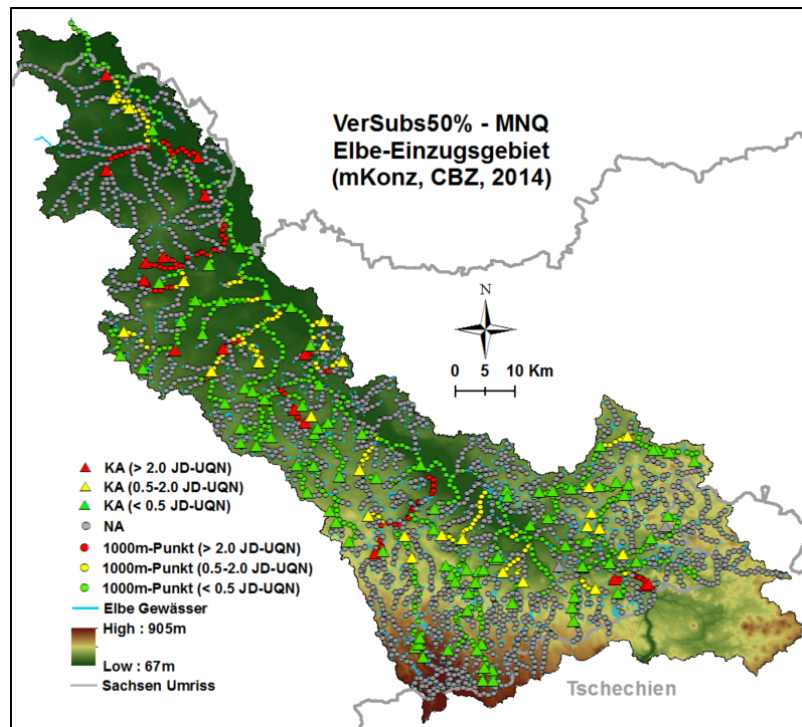 VerSubs50% - MNQ
Elbe-Einzugsgebiet
(mKonz, CBZ, 2014)
N
0 5 10 Km
KA (> 2.0 JD-UQN)
KA (0.5-2.0 JD-UQN)
KA (< 0.5 JD-UQN)
NA
1000m-Punkt (> 2.0 JD-UQN)
1000m-Punkt (0.5-2.0 JD-UQN)
1000m-Punkt (< 0.5 JD-UQN)
Elbe Gewässer
High : 905m
Low : 67m
Sachsen Umriss
Tschechien